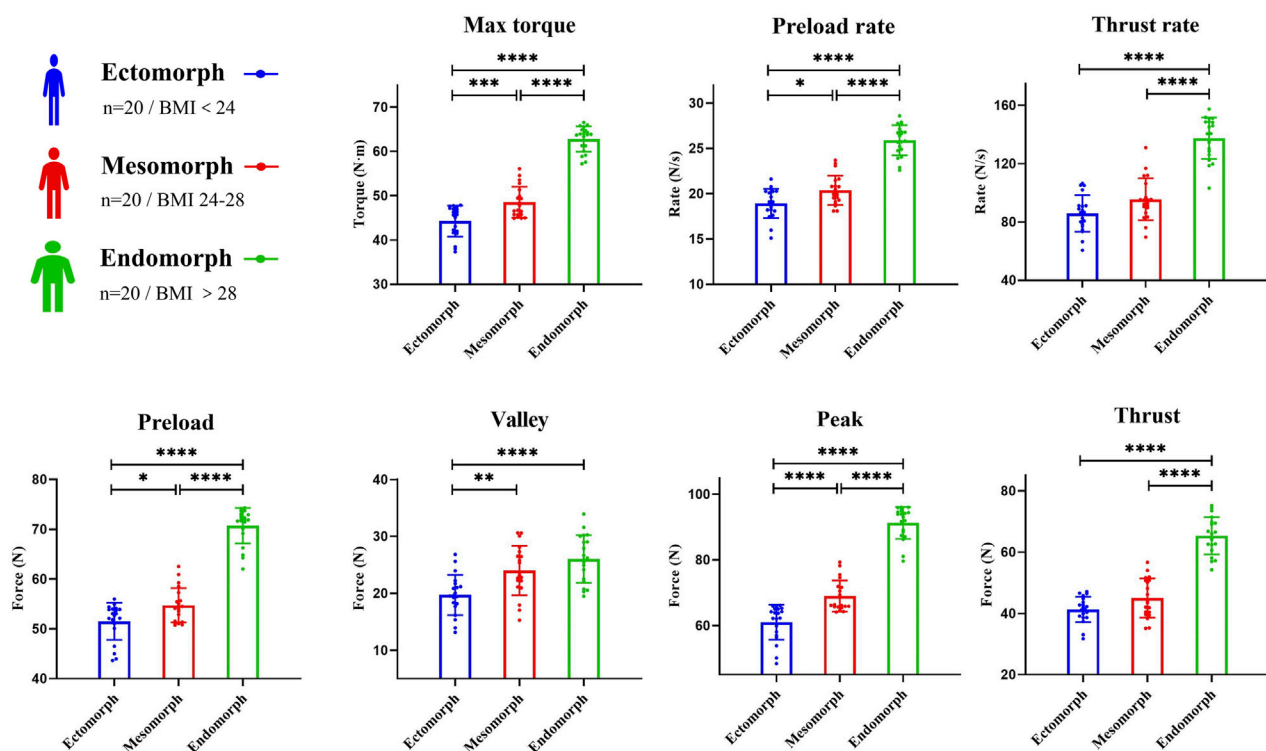 Ectomorph
n=20 / BMI < 24
Mesomorph
n=20 / BMI 24-28
Endomorph
n=20 / BMI > 28
Max torque
****
*** ****
Torque (N·m)
70
60
50
40
30
Ectomorph
Mesomorph
Endomorph
Preload rate
****
* ****
Rate (N/s)
30
25
20
15
10
Ectomorph
Mesomorph
Endomorph
Thrust rate
****
****
Rate (N/s)
160
120
80
40
Ectomorph
Mesomorph
Endomorph
Preload
****
* ****
Force (N)
80
70
60
50
40
Ectomorph
Mesomorph
Endomorph
Valley
****
**
Force (N)
40
30
20
10
Ectomorph
Mesomorph
Endomorph
Peak
****
**** ****
Force (N)
100
80
60
Ectomorph
Mesomorph
Endomorph
Thrust
****
****
Force (N)
80
60
40
20
Ectomorph
Mesomorph
Endomorph